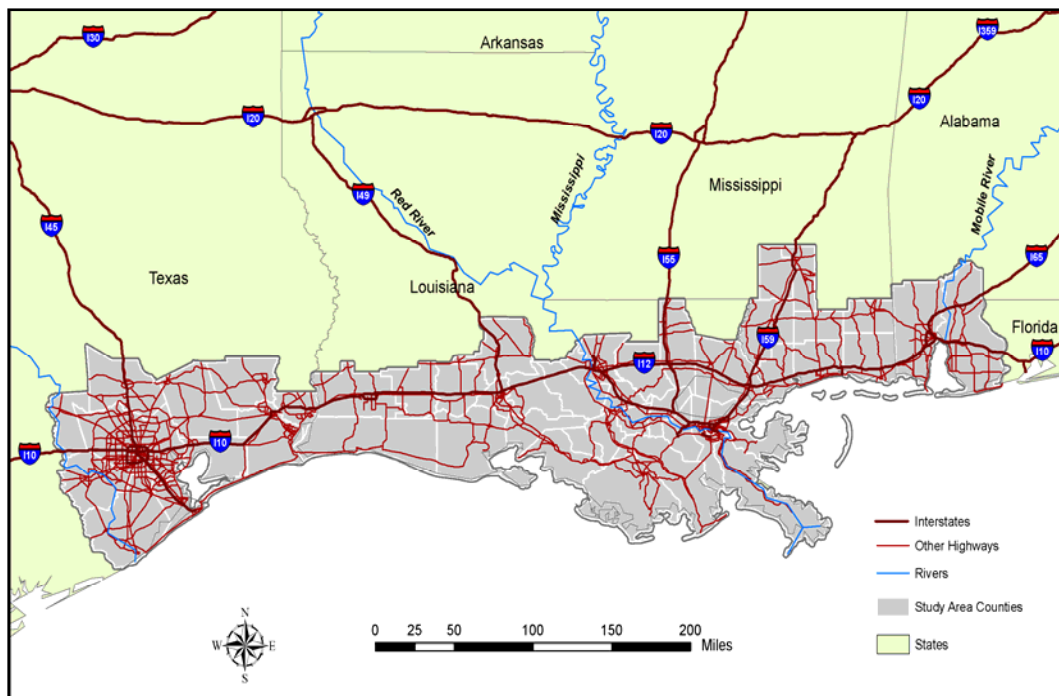 I30
Arkansas
I359
I20
I20
I20
Alabama
Mississippi
Mississippi
I49
Red River
Mobile River
I45
I55
I65
Texas
Louisiana
Florida
I59
I10
I12
I10
I10
Interstates
Other Highways
Rivers
Study Area Counties
States
N
W E
S
0 25 50 100 150 200
Miles